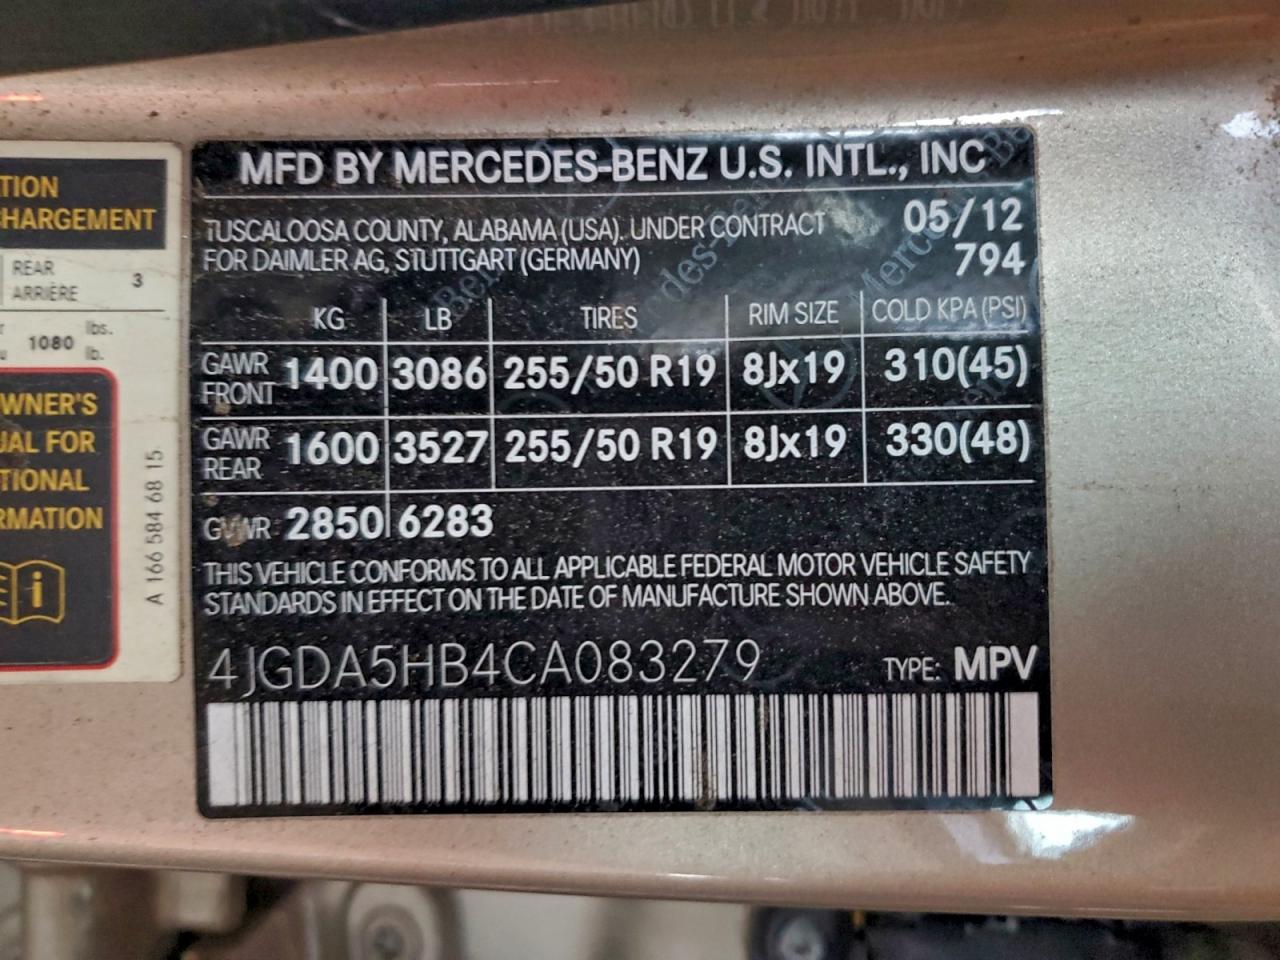 TION
CHARGEMENT
REAR
ARRIÈRE
3
1080 lbs.
lb.
WNER'S
UAL FOR
TIONAL
RMATION
i
A 166 584 68 15
MFD BY MERCEDES-BENZ U.S. INTL., INC
TUSCALOOSA COUNTY, ALABAMA (USA). UNDER CONTRACT 05/12
FOR DAIMLER AG, STUTTGART (GERMANY) 794
KG LB TIRES RIM SIZE COLD KPA (PSI)
GAWR FRONT 1400 3086 255/50 R19 8Jx19 310(45)
GAWR REAR 1600 3527 255/50 R19 8Jx19 330(48)
GVWR 2850 6283
THIS VEHICLE CONFORMS TO ALL APPLICABLE FEDERAL MOTOR VEHICLE SAFETY
STANDARDS IN EFFECT ON THE DATE OF MANUFACTURE SHOWN ABOVE.
4JGDA5HB4CA083279 TYPE: MPV